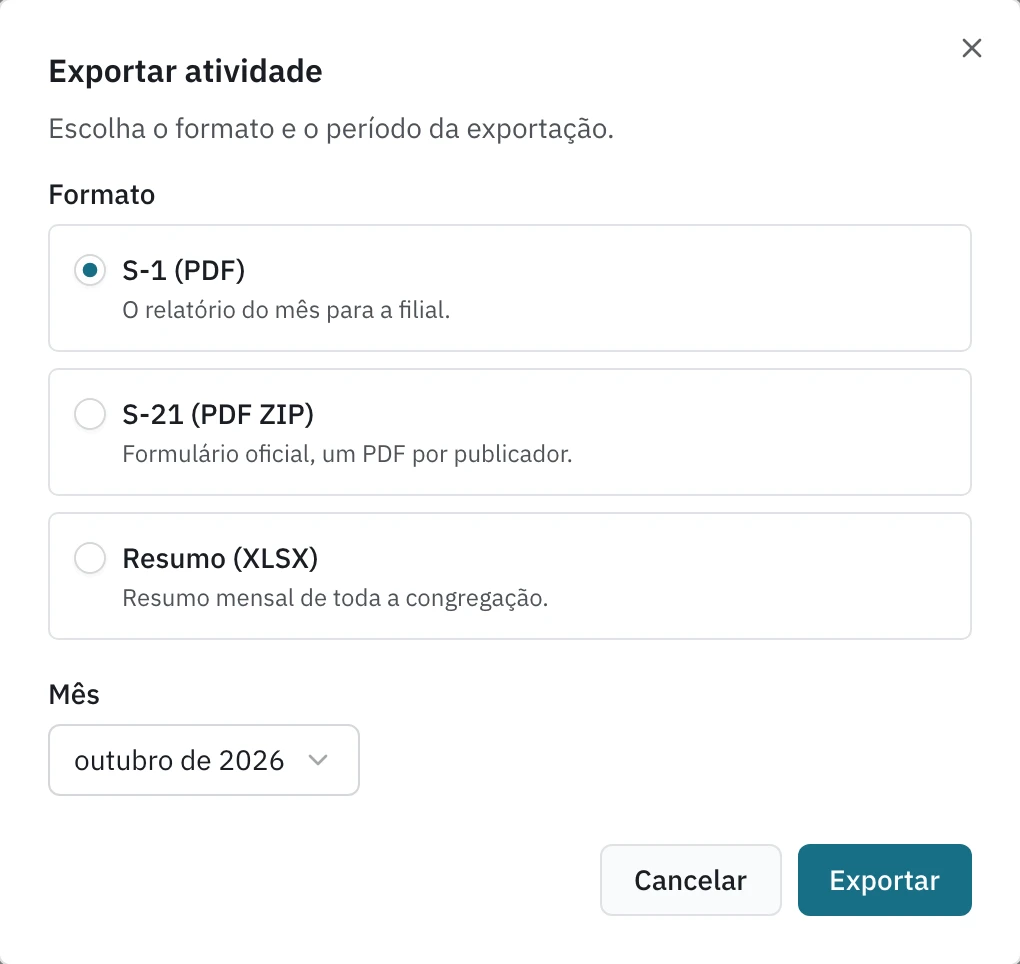 Exportar atividade
Escolha o formato e o período da exportação.
Formato
S-1 (PDF)
O relatório do mês para a filial.
S-21 (PDF ZIP)
Formulário oficial, um PDF por publicador.
Resumo (XLSX)
Resumo mensal de toda a congregação.
Mês
outubro de 2026
Cancelar
Exportar